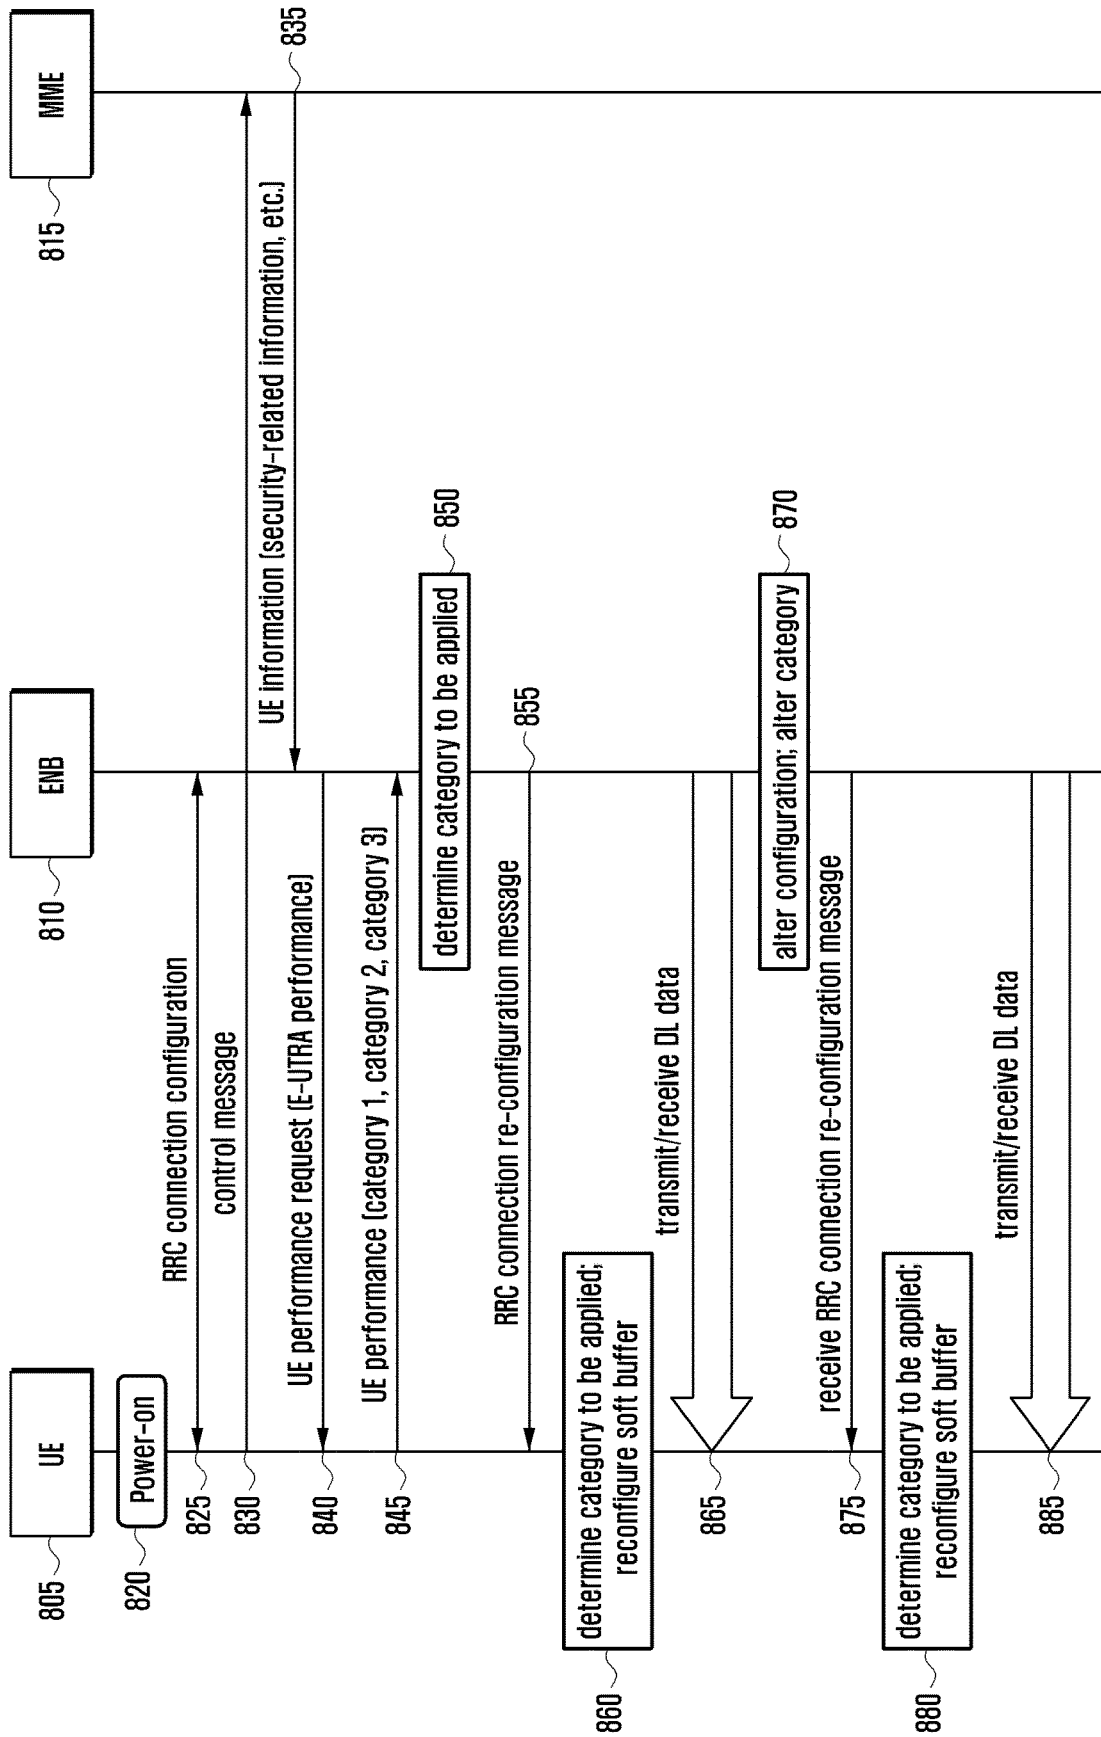 UE
ENB
MME
805
810
815
Power-on
820
RRC connection configuration
825
control message
830
UE information (security-related information, etc.)
835
UE performance request (E-UTRA performance)
840
UE performance (category 1, category 2, category 3)
845
determine category to be applied
850
RRC connection re-configuration message
855
determine category to be applied;
reconfigure soft buffer
860
transmit/receive DL data
865
alter configuration; alter category
870
receive RRC connection re-configuration message
875
determine category to be applied;
reconfigure soft buffer
880
transmit/receive DL data
885